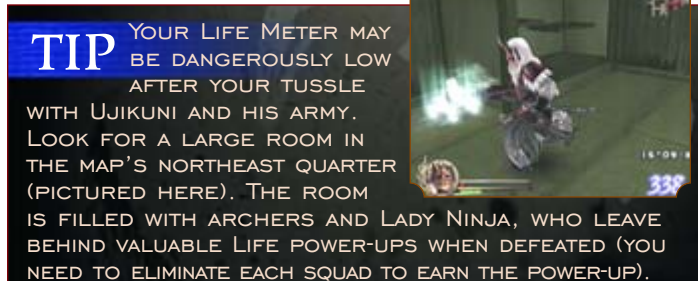 TIP Your Life Meter may
be dangerously low
after your tussle
with Ujikuni and his army.
Look for a large room in
the map's northeast quarter
(pictured here). The room
is filled with archers and Lady Ninja, who leave
behind valuable Life power-ups when defeated (you
need to eliminate each squad to earn the power-up).
338